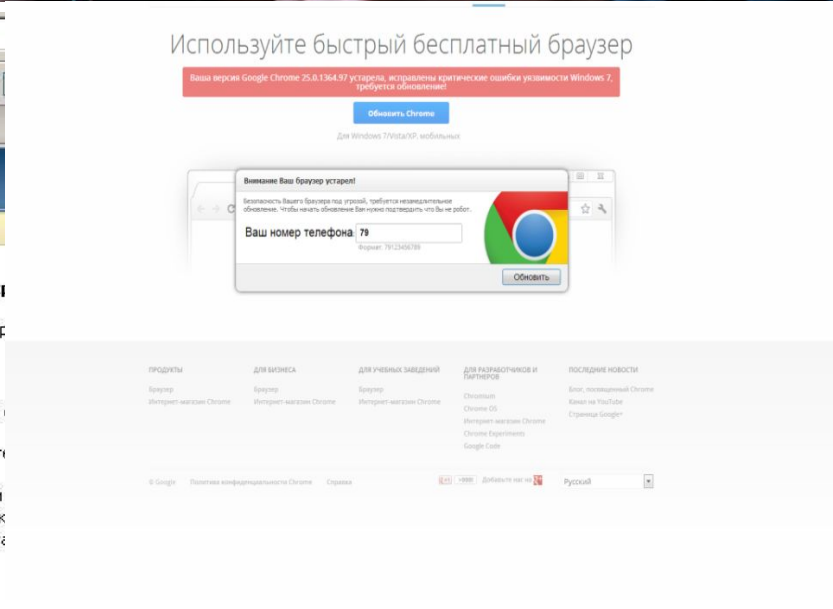 Используйте быстрый бесплатный браузер
Ваша версия Google Chrome 25.0.1364.97 устарела, исправлены критические ошибки уязвимости Windows 7,
требуется обновление!
Обновить Chrome
Для Windows 7/Vista/XP, мобильных
Внимание Ваш браузер устарел!
Безопасность Вашего браузера под угрозой, требуется незамедлительное
обновление. Чтобы начать обновление Вам нужно подтвердить что Вы не робот.
Ваш номер телефона: 79
Формат: 79123456789
Обновить
ПРОДУКТЫ
Браузер
Интернет-магазин Chrome
ДЛЯ БИЗНЕСА
Браузер
Интернет-магазин Chrome
ДЛЯ УЧЕБНЫХ ЗАВЕДЕНИЙ
Браузер
Интернет-магазин Chrome
ДЛЯ РАЗРАБОТЧИКОВ И
ПАРТНЕРОВ
Chromium
Chrome OS
Интернет-магазин Chrome
Chrome Experiments
Google Code
ПОСЛЕДНИЕ НОВОСТИ
Блог, посвященный Chrome
Канал на YouTube
Страница Google+
© Google Политика конфиденциальности Chrome Справка
Добавьте нас на
Русский